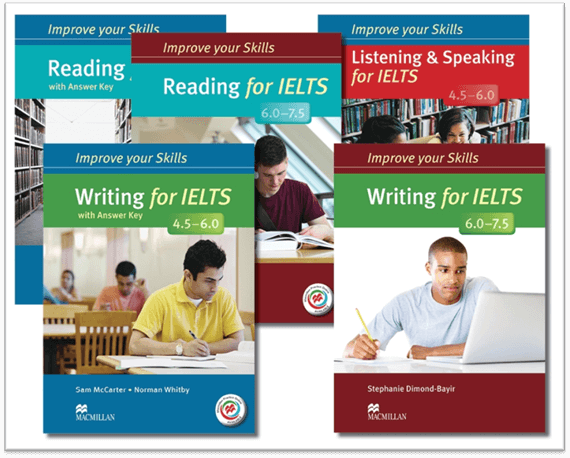 Improve your Skills
Reading
with Answer Key
Improve your Skills
Reading for IELTS
6.0–7.5
Improve your Skills
Listening & Speaking
for IELTS
4.5–6.0
Improve your Skills
Writing for IELTS
with Answer Key
4.5–6.0
Sam McCarter • Norman Whitby
MACMILLAN
Improve your Skills
Writing for IELTS
6.0–7.5
Stephanie Dimond-Bayir
MACMILLAN